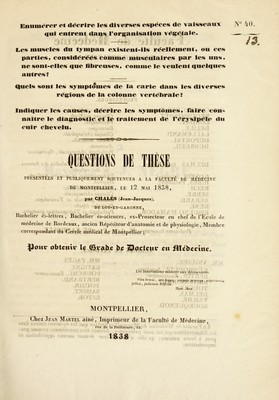 Enumérer et décrire les diverses espèces de vaisseaux
qui entrent dans l'organisation végétale.
N° 40.
13.
Les muscles du tympan existent-ils réellement, ou ces
parties, considérées comme musculaires par les uns,
ne sont-elles que fibreuses, comme le veulent quelques
autres?
Quels sont les symptômes de la carie dans les diverses
régions de la colonne vertébrale?
Indiquer les causes, décrire les symptômes, faire con-
naître le diagnostic et le traitement de l'érysipèle du
cuir chevelu.
QUESTIONS DE THÈSE
PRÉSENTÉES ET PUBLIQUEMENT SOUTENUES A LA FACULTÉ DE MÉDECINE
DE MONTPELLIER, LE 12 MAI 1838,
par CHALÈS (Jean-Jacques),
DE LOT-ET-GARONNE,
Bachelier ès-lettres, Bachelier ès-sciences, ex-Prosecteur en chef de l'École de
médecine de Bordeaux, ancien Répétiteur d'anatomie et de physiologie, Membre
correspondant du Cercle médical de Montpellier;
Pour obtenir le Grade de Docteur en Médecine.
MONTPELLIER,
Chez JEAN MARTEL aîné, Imprimeur de la Faculté de Médecine,
rue de la Préfecture, 10.
1838